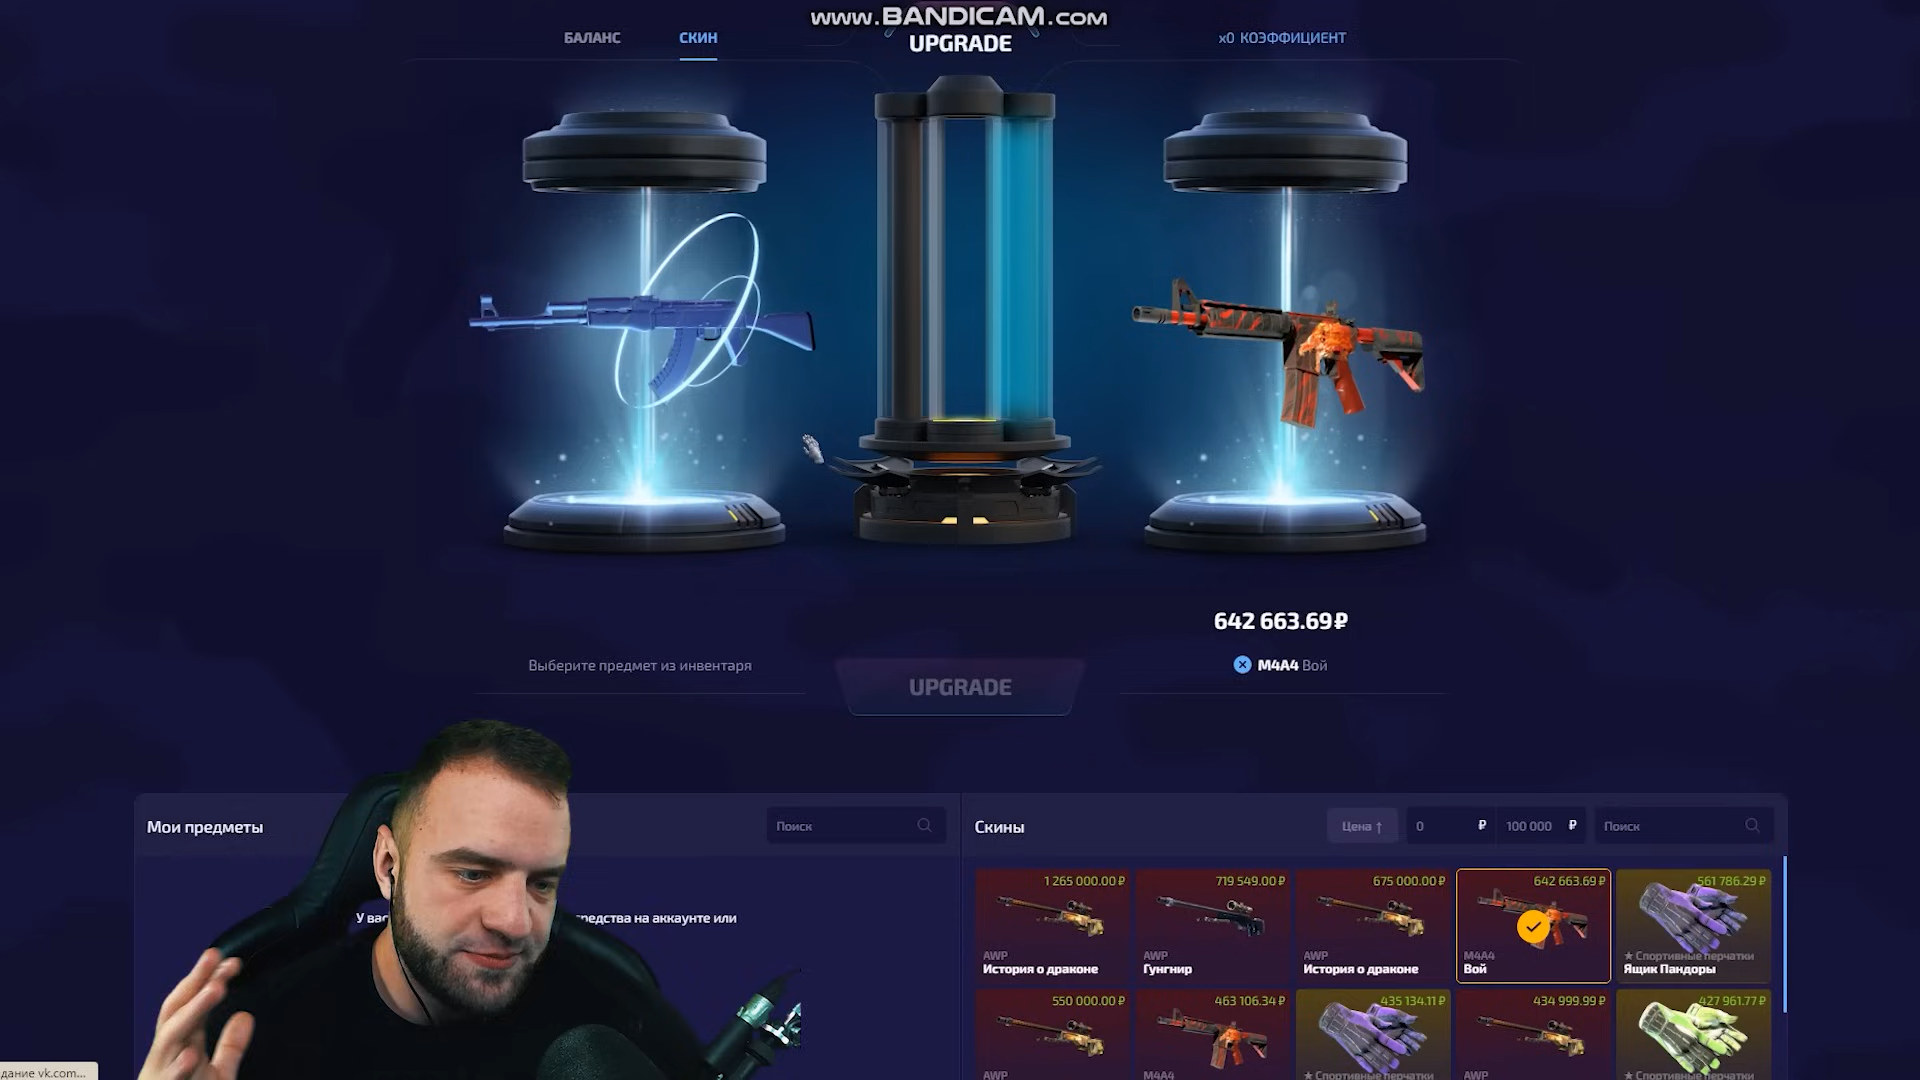 www.BANDICAM.com
БАЛАНС
СКИН
UPGRADE
x0 КОЭФФИЦИЕНТ
642 663.69₽
Выберите предмет из инвентаря
M4A4 Вой
UPGRADE
Мои предметы
Поиск
Скины
Цена ↑
0 ₽
100 000 ₽
Поиск
У вас
средства на аккаунте или
1 265 000.00 ₽
AWP
История о драконе
719 549.00 ₽
AWP
Гунгнир
675 000.00 ₽
AWP
История о драконе
642 663.69 ₽
M4A4
Вой
561 786.29 ₽
★ Спортивные перчатки
Ящик Пандоры
550 000.00 ₽
AWP
463 106.34 ₽
M4A4
435 134.11 ₽
★ Спортивные перчатки
434 999.99 ₽
AWP
427 961.77 ₽
★ Спортивные перчатки
дание vk.com...